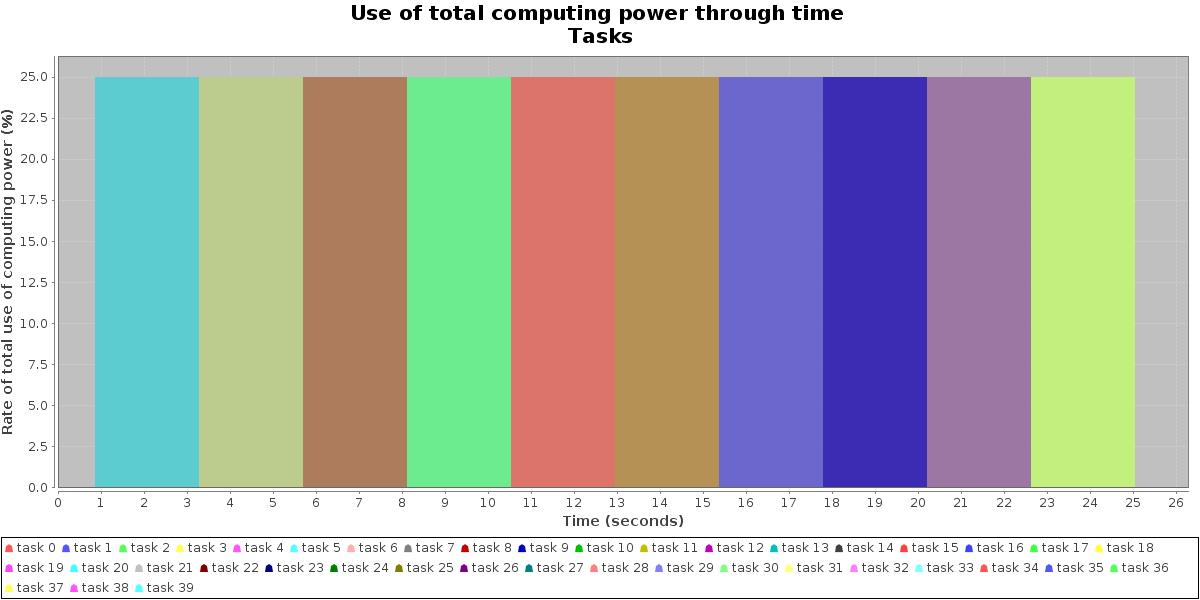 Use of total computing power through time
Tasks
Rate of total use of computing power (%)
25.0
22.5
20.0
17.5
15.0
12.5
10.0
7.5
5.0
2.5
0.0
0 1 2 3 4 5 6 7 8 9 10 11 12 13 14 15 16 17 18 19 20 21 22 23 24 25 26
Time (seconds)
task 0 task 1 task 2 task 3 task 4 task 5 task 6 task 7 task 8 task 9 task 10 task 11 task 12 task 13 task 14 task 15 task 16 task 17 task 18
task 19 task 20 task 21 task 22 task 23 task 24 task 25 task 26 task 27 task 28 task 29 task 30 task 31 task 32 task 33 task 34 task 35 task 36
task 37 task 38 task 39